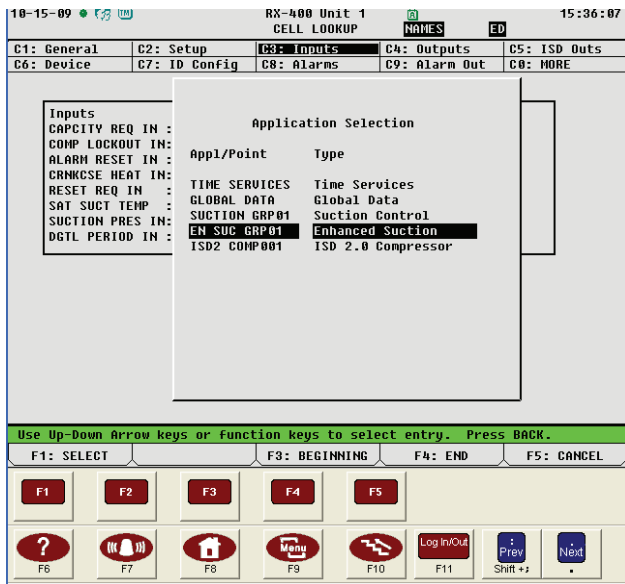 10-15-09 TM RX-400 Unit 1 15:36:07
CELL LOOKUP NAMES ED
C1: General C2: Setup C3: Inputs C4: Outputs C5: ISD Outs
C6: Device C7: ID Config C8: Alarms C9: Alarm Out C0: MORE
Inputs
CAPCITY REQ IN :
COMP LOCKOUT IN:
ALARM RESET IN :
CRNKCSE HEAT IN:
RESET REQ IN :
SAT SUCT TEMP :
SUCTION PRES IN:
DGTL PERIOD IN :
Application Selection
Appl/Point Type
TIME SERVICES Time Services
GLOBAL DATA Global Data
SUCTION GRP01 Suction Control
EN SUC GRP01 Enhanced Suction
ISD2 COMP001 ISD 2.0 Compressor
Use Up-Down Arrow keys or function keys to select entry. Press BACK.
F1: SELECT F3: BEGINNING F4: END F5: CANCEL
F1 F2 F3 F4 F5
? Menu Log In/Out : Prev Next
F6 F7 F8 F9 F10 F11 Shift +; .